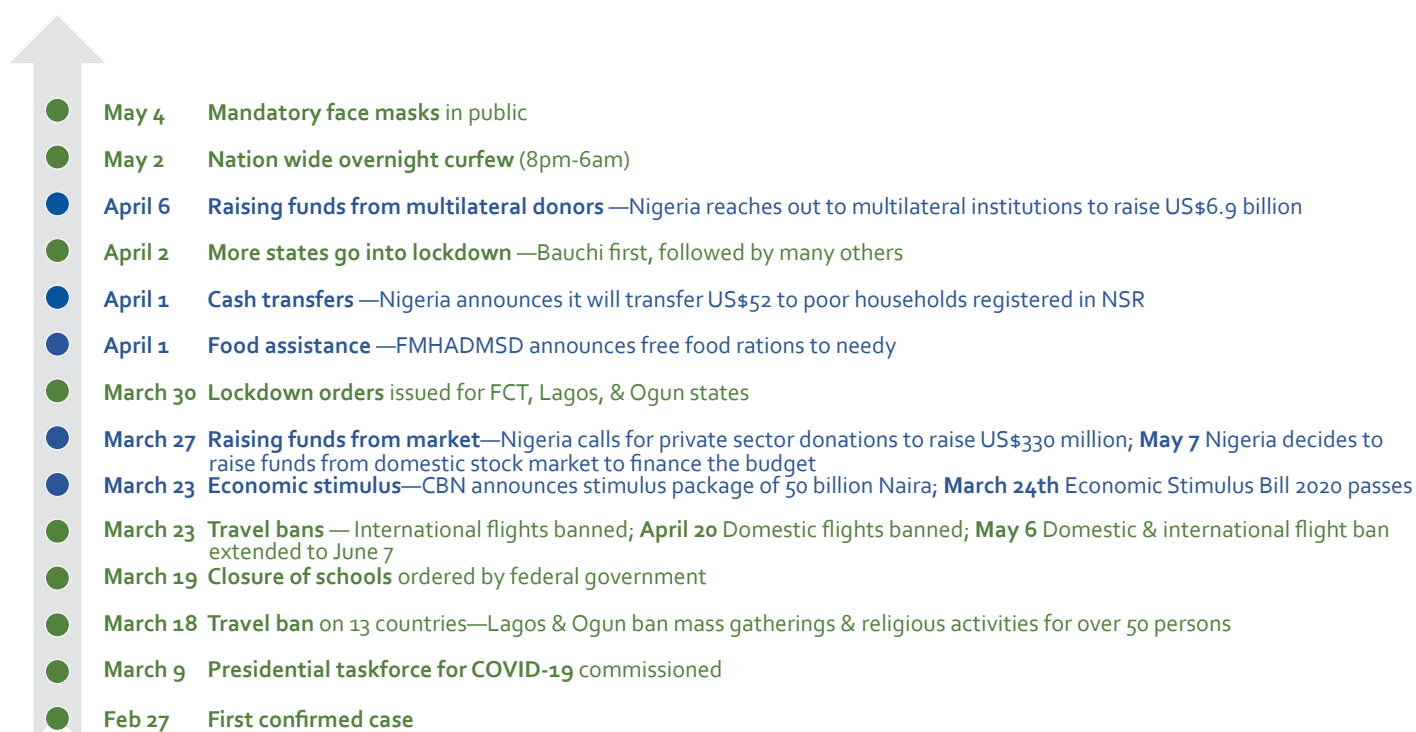 May 4 Mandatory face masks in public
May 2 Nation wide overnight curfew (8pm-6am)
April 6 Raising funds from multilateral donors —Nigeria reaches out to multilateral institutions to raise US$6.9 billion
April 2 More states go into lockdown —Bauchi first, followed by many others
April 1 Cash transfers —Nigeria announces it will transfer US$52 to poor households registered in NSR
April 1 Food assistance —FMHADMSD announces free food rations to needy
March 30 Lockdown orders issued for FCT, Lagos, & Ogun states
March 27 Raising funds from market—Nigeria calls for private sector donations to raise US$330 million; May 7 Nigeria decides to
raise funds from domestic stock market to finance the budget
March 23 Economic stimulus—CBN announces stimulus package of 50 billion Naira; March 24th Economic Stimulus Bill 2020 passes
March 23 Travel bans — International flights banned; April 20 Domestic flights banned; May 6 Domestic & international flight ban
extended to June 7
March 19 Closure of schools ordered by federal government
March 18 Travel ban on 13 countries—Lagos & Ogun ban mass gatherings & religious activities for over 50 persons
March 9 Presidential taskforce for COVID-19 commissioned
Feb 27 First confirmed case